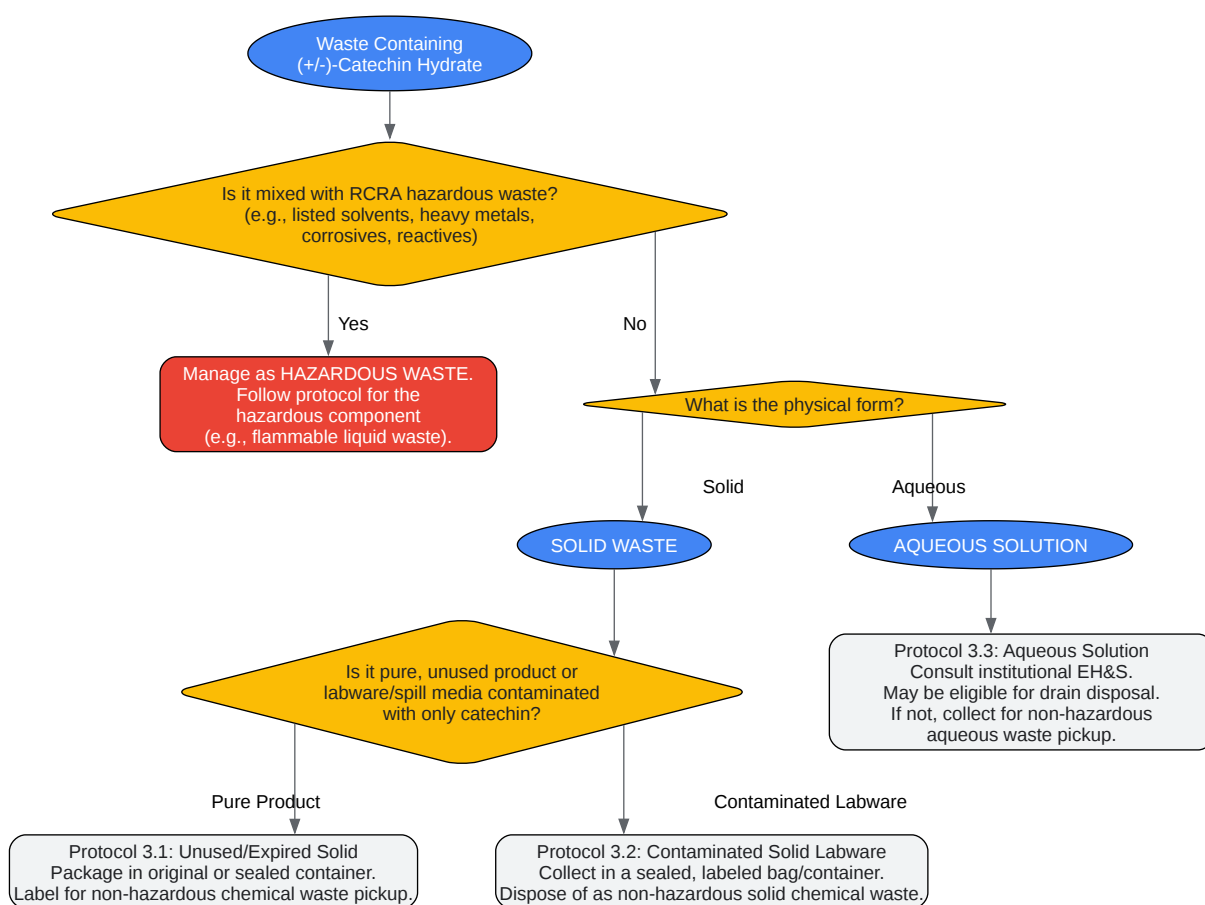 Waste Containing
(+/-)-Catechin Hydrate
Is it mixed with RCRA hazardous waste?
(e.g., listed solvents, heavy metals,
corrosives, reactives)
Yes
No
Manage as HAZARDOUS WASTE.
Follow protocol for the
hazardous component
(e.g., flammable liquid waste).
What is the physical form?
Solid
Aqueous
SOLID WASTE
AQUEOUS SOLUTION
Is it pure, unused product or
labware/spill media contaminated
with only catechin?
Protocol 3.3: Aqueous Solution
Consult institutional EH&S.
May be eligible for drain disposal.
If not, collect for non-hazardous
aqueous waste pickup.
Pure Product
Contaminated Labware
Protocol 3.1: Unused/Expired Solid
Package in original or sealed container.
Label for non-hazardous chemical waste pickup.
Protocol 3.2: Contaminated Solid Labware
Collect in a sealed, labeled bag/container.
Dispose of as non-hazardous solid chemical waste.